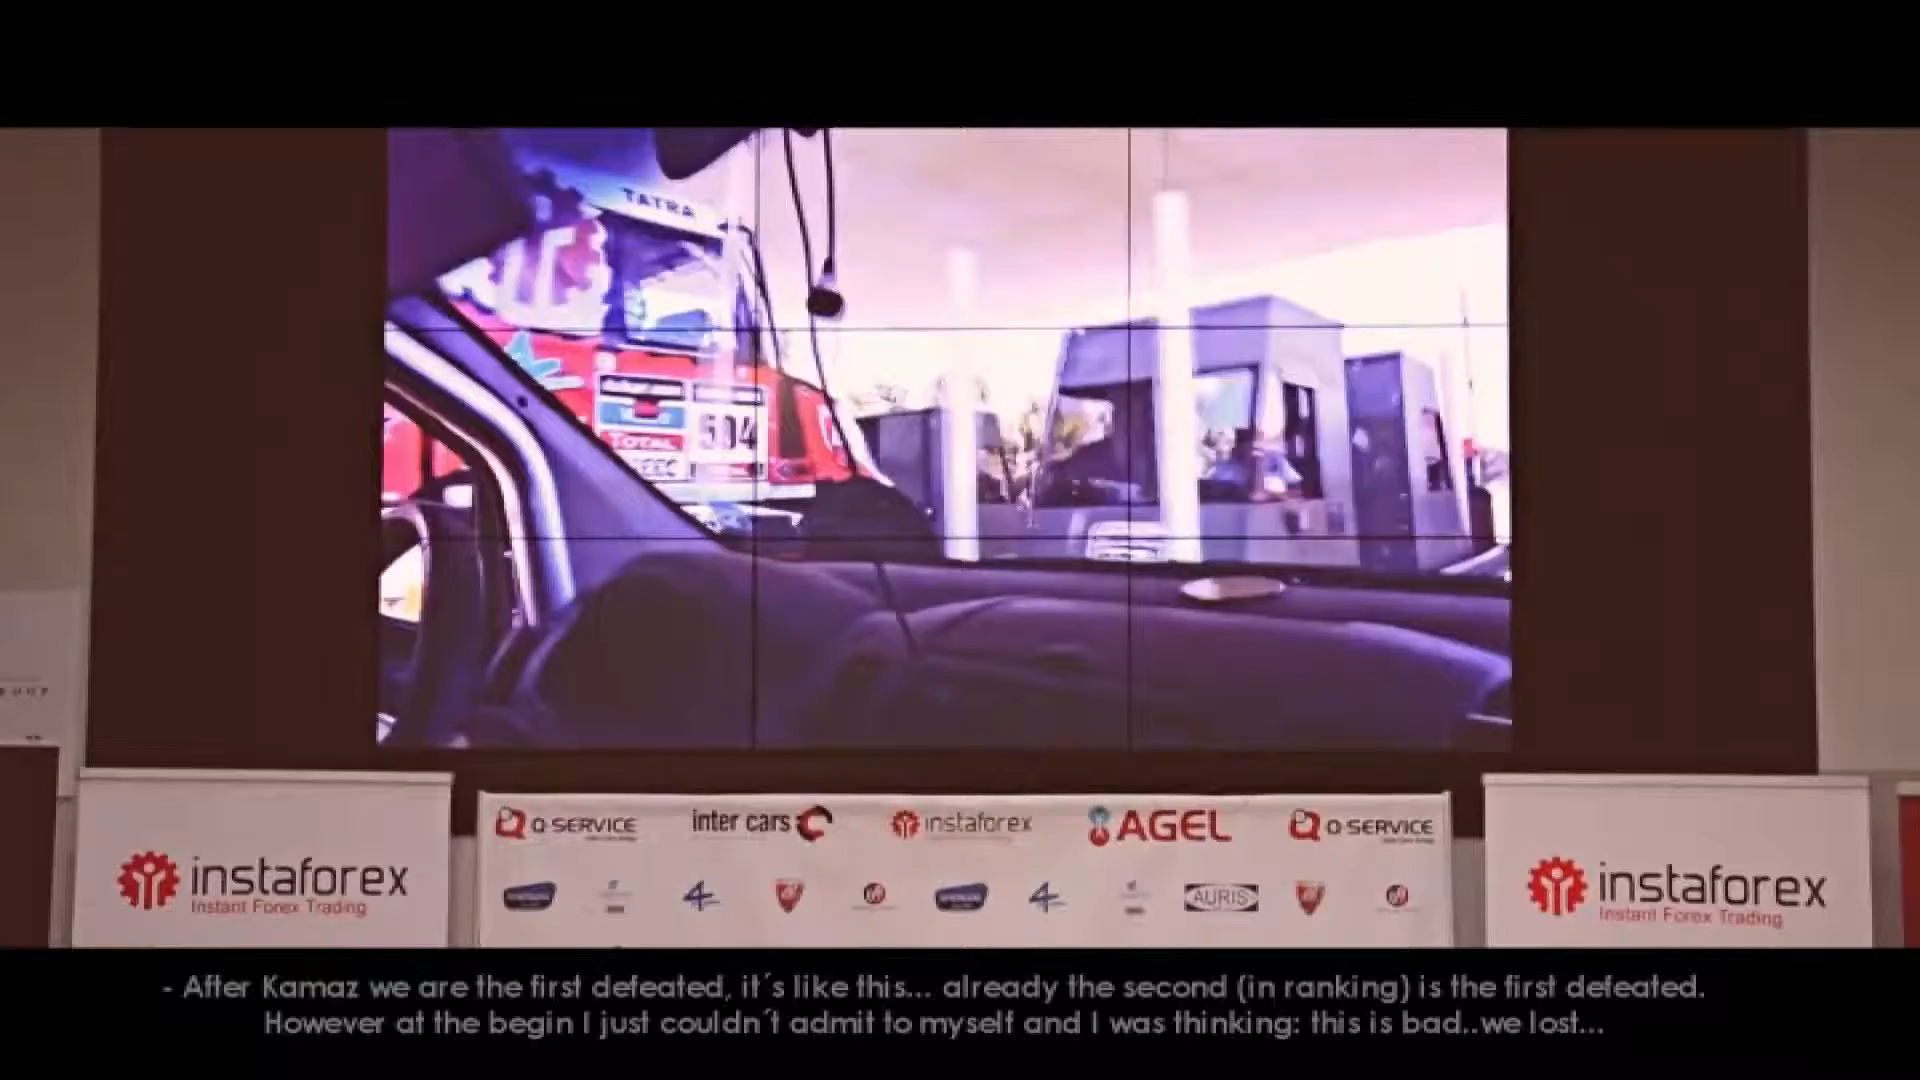 TATRA
TOTAL
504
Q SERVICE
inter cars
instaforex
AGEL
Q SERVICE
instaforex
Instant Forex Trading
AURIS
instaforex
Instant Forex Trading
- After Kamaz we are the first defeated, it´s like this... already the second (in ranking) is the first defeated.
However at the begin I just couldn´t admit to myself and I was thinking: this is bad..we lost...